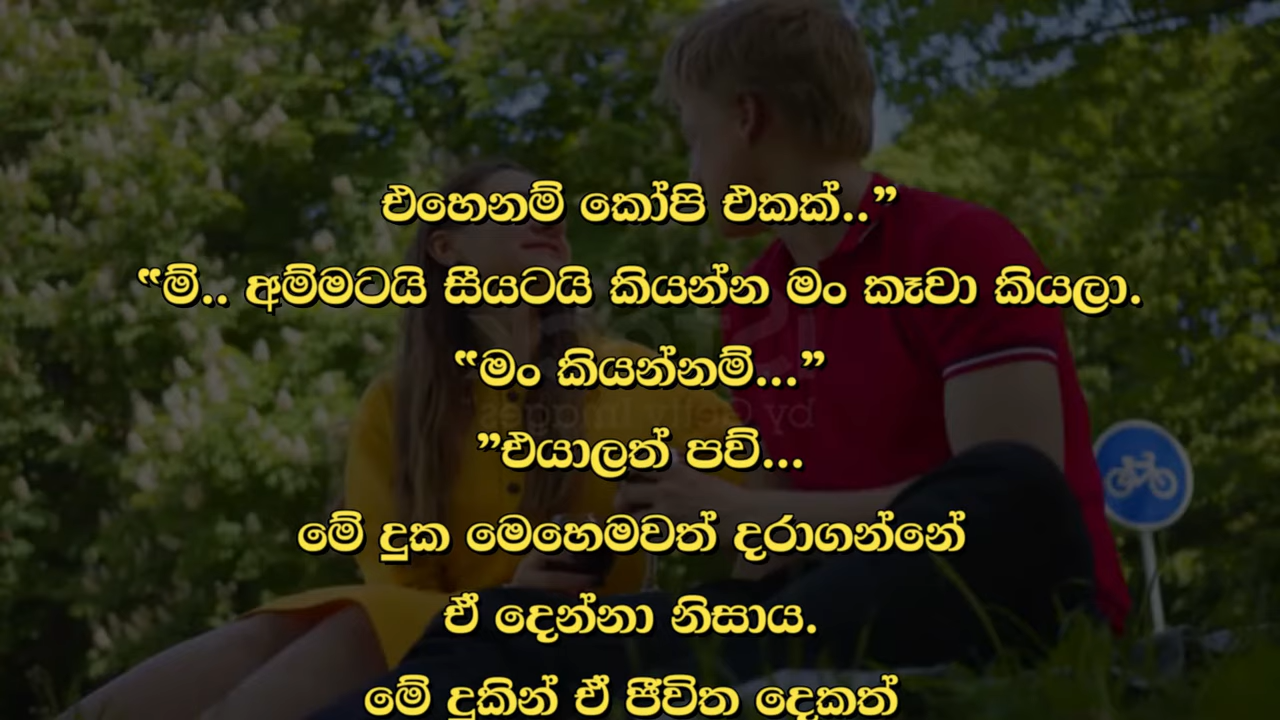 එහෙනම් කෝපි එකක්..”
“ම්.. අම්මටයි සීයටයි කියන්න මං කෑවා කියලා.
“මං කියන්නම්...”
”එයාලත් පව්...
මේ දුක මෙහෙමවත් දරාගන්නේ
ඒ දෙන්නා නිසාය.
මේ දුකින් ඒ ජීවිත දෙකත්